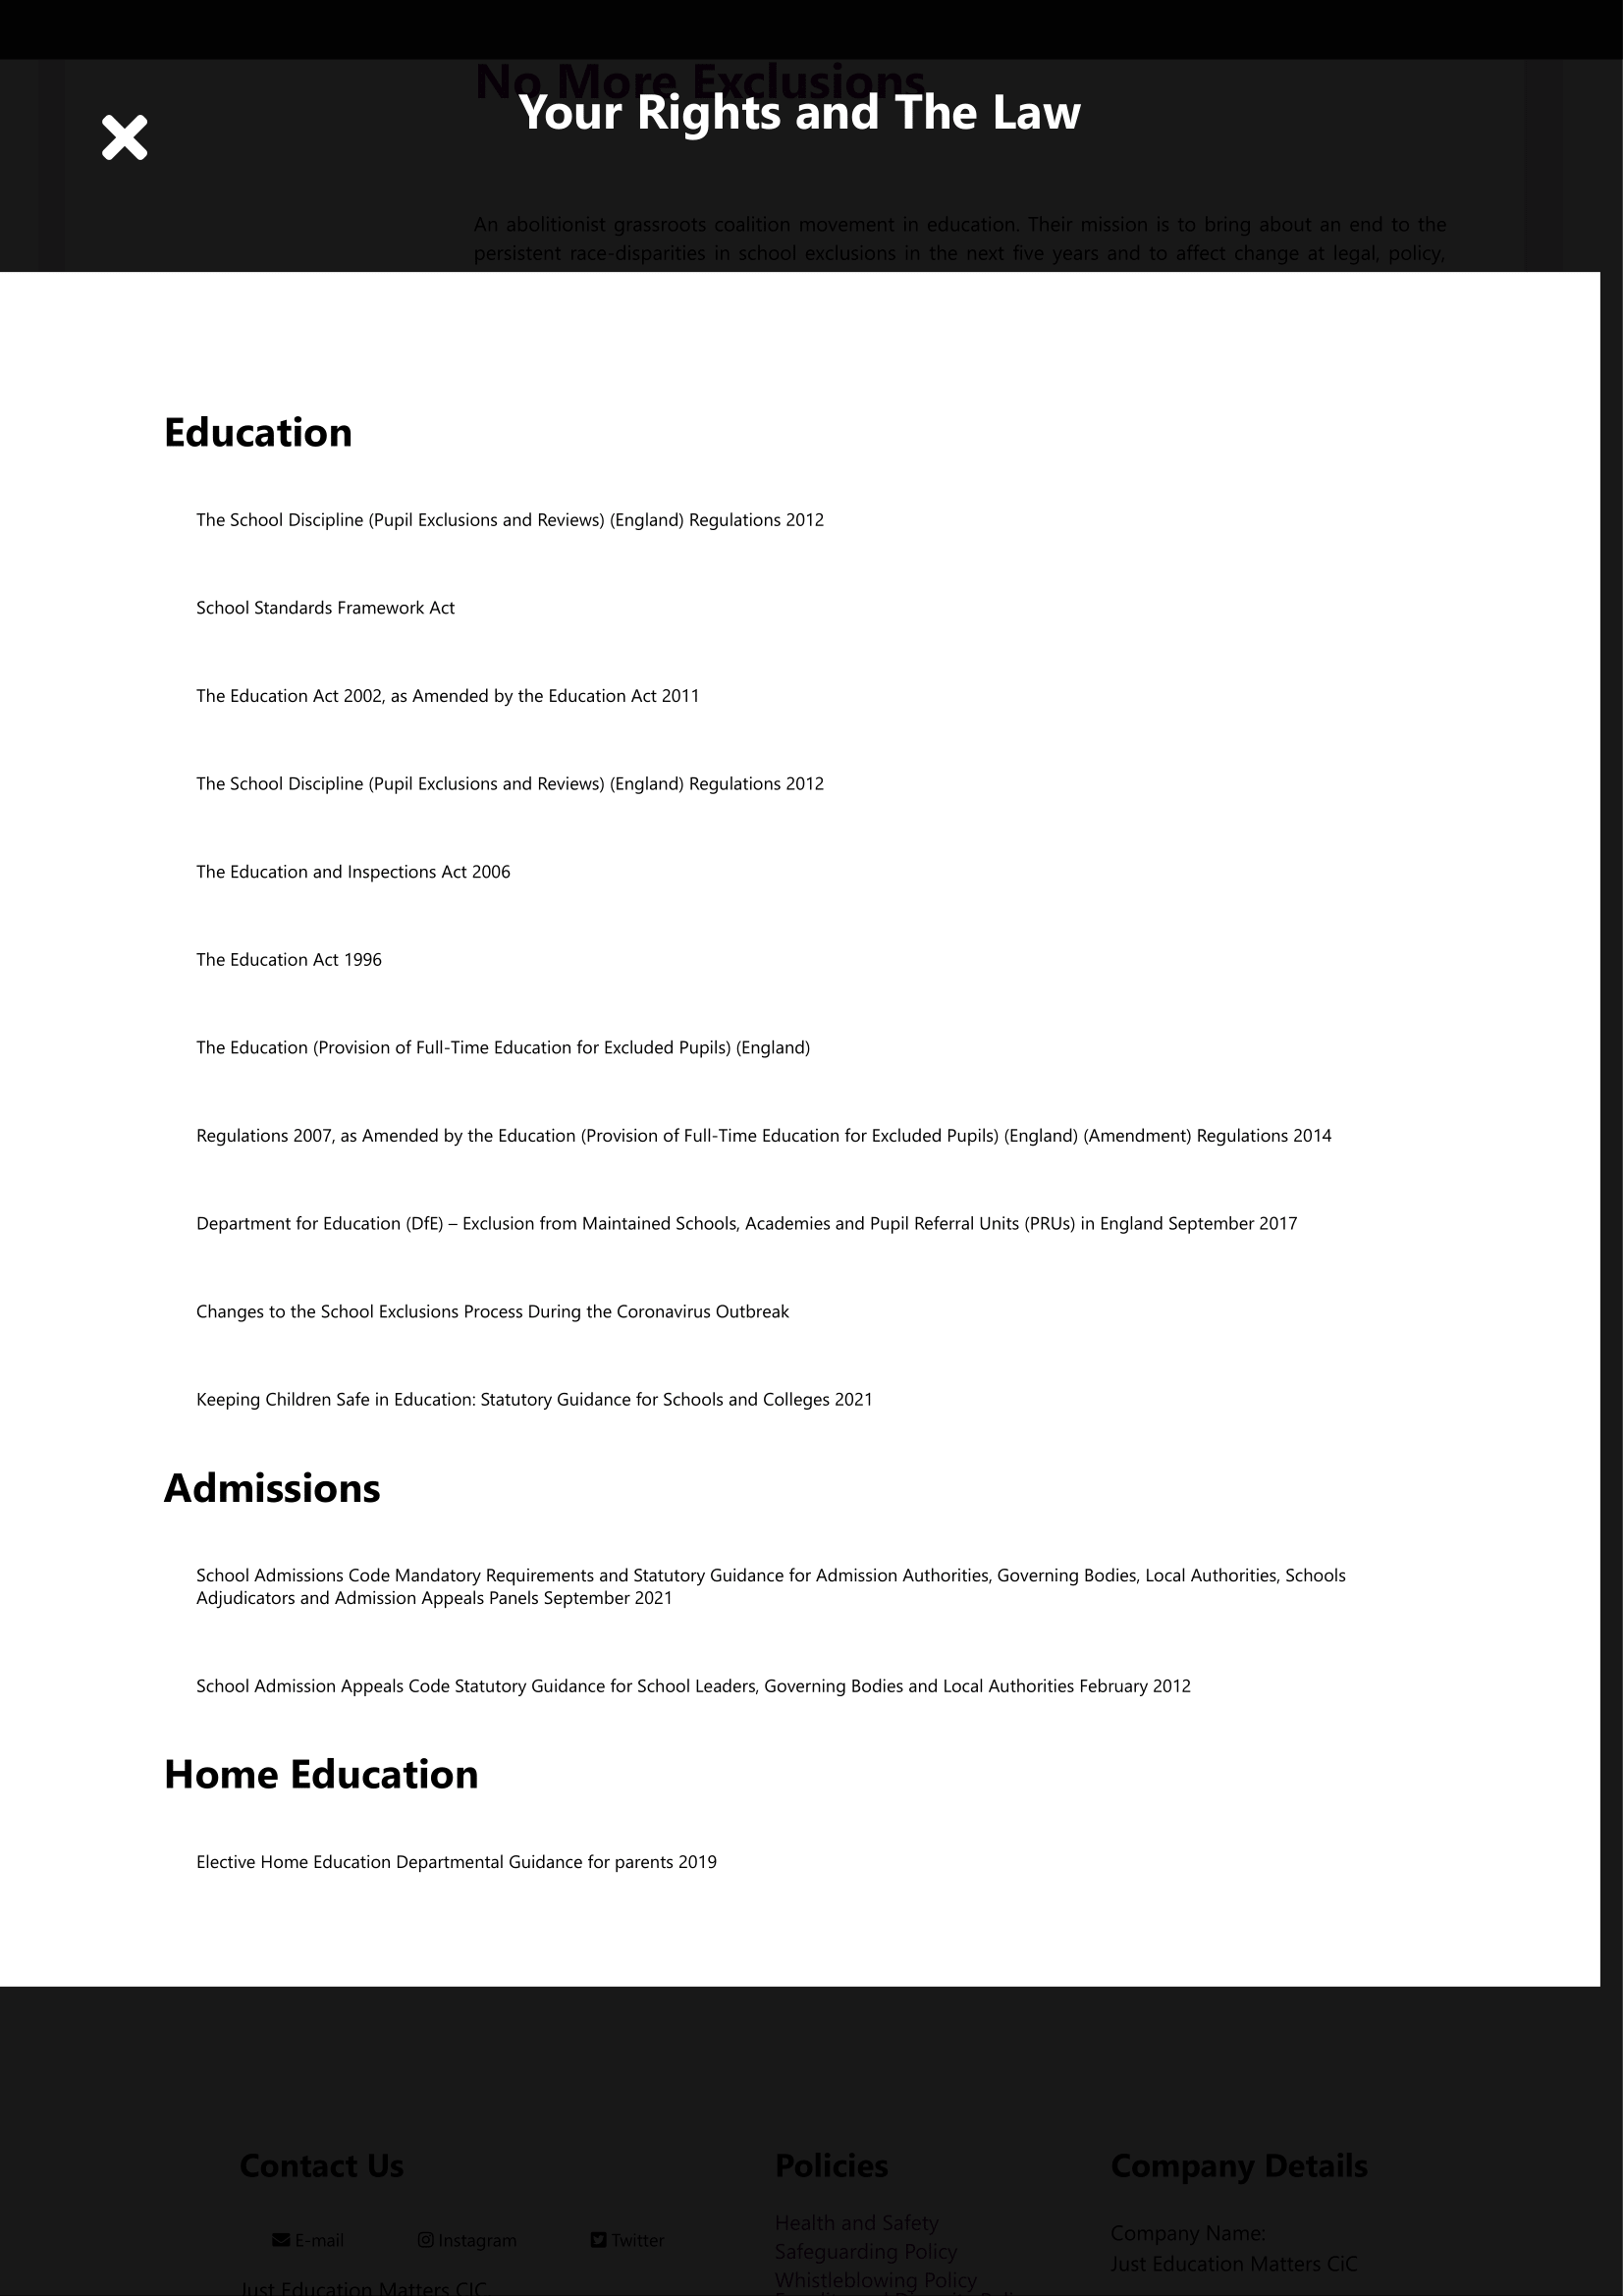 No More Exclusions
Your Rights and The Law
An abolitionist grassroots coalition movement in education. Their mission is to bring about an end to the
persistent race-disparities in school exclusions in the next five years and to affect change at legal, policy,
Education
The School Discipline (Pupil Exclusions and Reviews) (England) Regulations 2012
School Standards Framework Act
The Education Act 2002, as Amended by the Education Act 2011
The School Discipline (Pupil Exclusions and Reviews) (England) Regulations 2012
The Education and Inspections Act 2006
The Education Act 1996
The Education (Provision of Full-Time Education for Excluded Pupils) (England)
Regulations 2007, as Amended by the Education (Provision of Full-Time Education for Excluded Pupils) (England) (Amendment) Regulations 2014
Department for Education (DfE) – Exclusion from Maintained Schools, Academies and Pupil Referral Units (PRUs) in England September 2017
Changes to the School Exclusions Process During the Coronavirus Outbreak
Keeping Children Safe in Education: Statutory Guidance for Schools and Colleges 2021
Admissions
School Admissions Code Mandatory Requirements and Statutory Guidance for Admission Authorities, Governing Bodies, Local Authorities, Schools
Adjudicators and Admission Appeals Panels September 2021
School Admission Appeals Code Statutory Guidance for School Leaders, Governing Bodies and Local Authorities February 2012
Home Education
Elective Home Education Departmental Guidance for parents 2019
Contact Us
E-mail Instagram Twitter
Just Education Matters CIC.
Policies
Health and Safety
Safeguarding Policy
Whistleblowing Policy
Company Details
Company Name:
Just Education Matters CiC